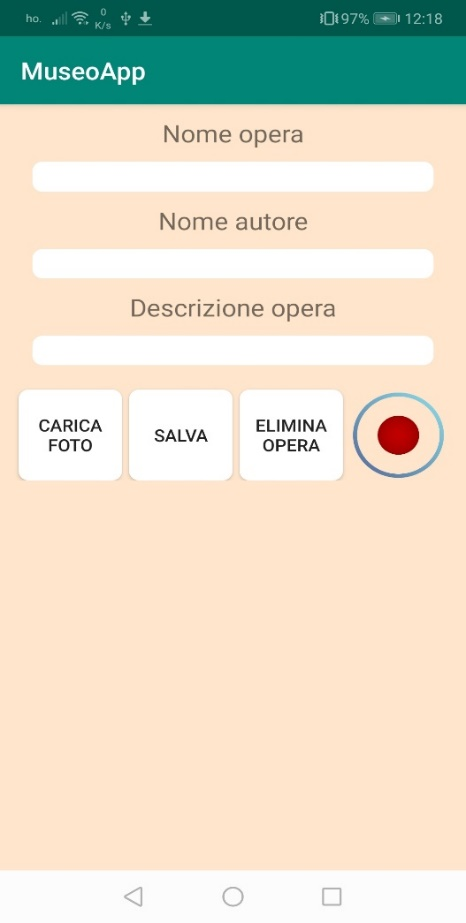 ho. 0 K/s 97% 12:18
MuseoApp
Nome opera
Nome autore
Descrizione opera
CARICA FOTO
SALVA
ELIMINA OPERA